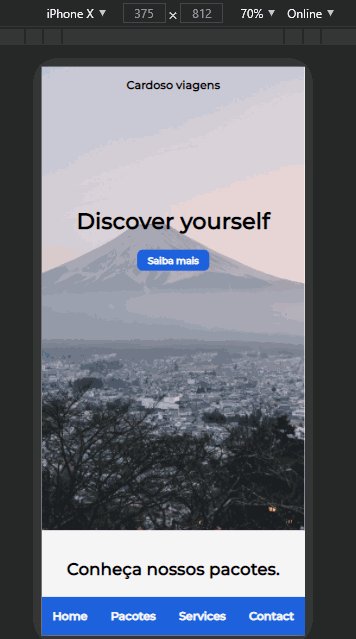 iPhone X 375 × 812 70% Online
Cardoso viagens
Discover yourself
Saiba mais
Conheça nossos pacotes.
Home Pacotes Services Contact